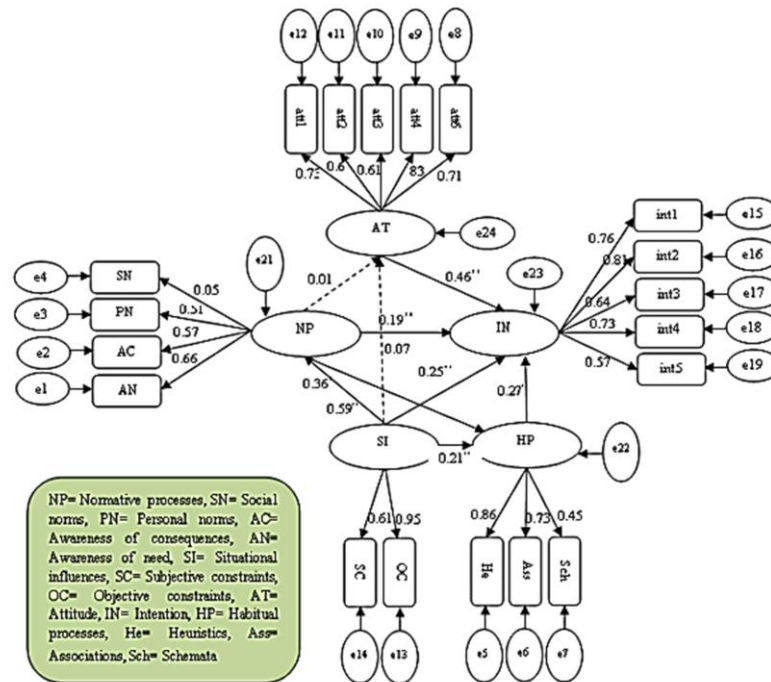 e12 e11 e10 e9 e8
att1 att2 att3 att4 att6
0.73 0.6 0.61 83 0.71
AT e24
e21 0.01 0.46'' e23
e4 SN 0.05
e3 PN 0.51
e2 AC 0.57
e1 AN 0.66
NP 0.19'' IN
0.07
0.76 int1 e15
0.81 int2 e16
0.64 int3 e17
0.73 int4 e18
0.57 int5 e19
0.36 0.25'' 0.27'
0.59''
SI 0.21'' HP e22
0.61 0.95 0.86 0.73 0.45
SC OC He Ass Sch
e14 e13 e5 e6 e7
NP= Normative processes, SN= Social
norms, PN= Personal norms, AC=
Awareness of consequences, AN=
Awareness of need, SI= Situational
influences, SC= Subjective constraints,
OC= Objective constraints, AT=
Attitude, IN= Intention, HP= Habitual
processes, He= Heuristics, Ass=
Associations, Sch= Schemata